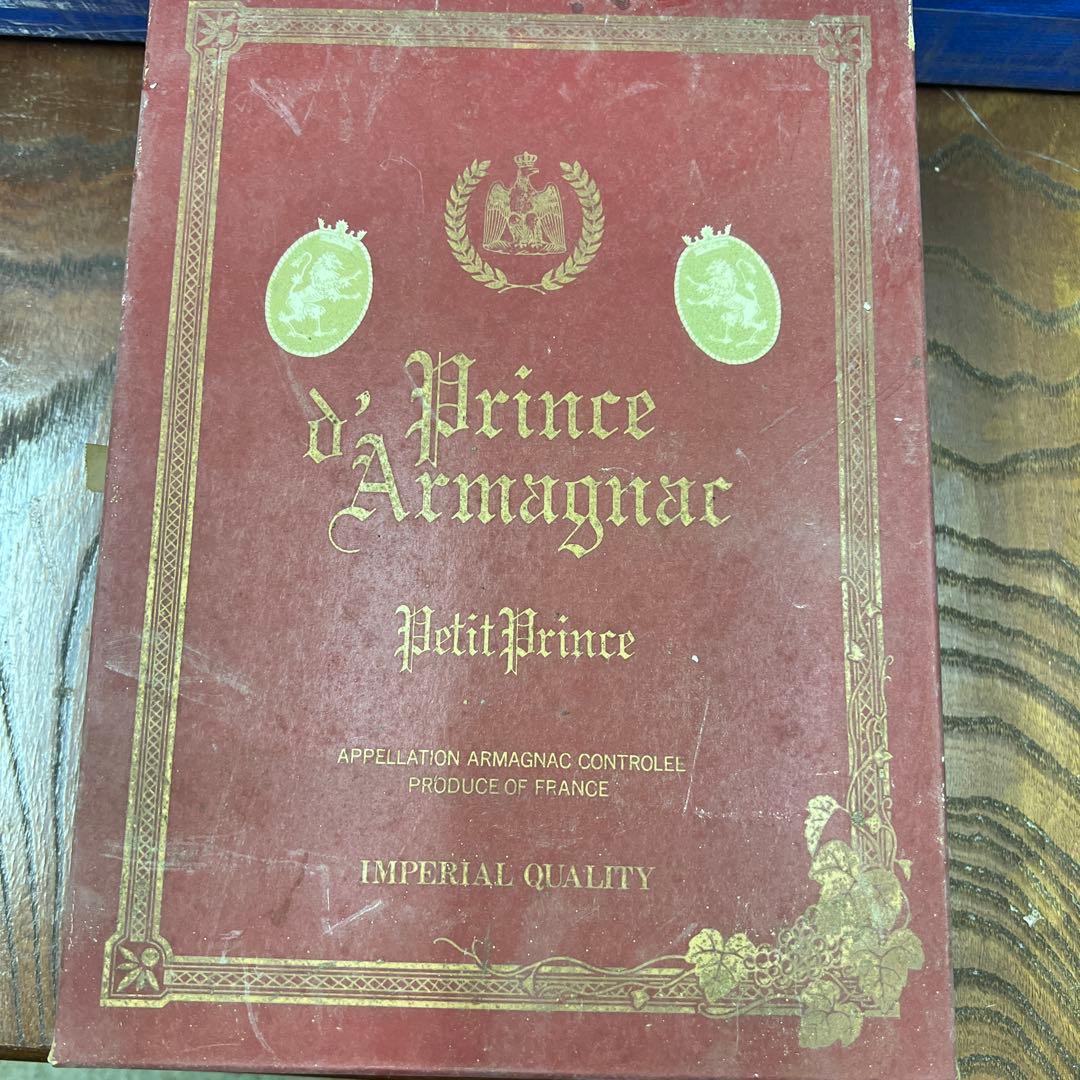 Prince
d'Armagnac
Petit Prince
APPELLATION ARMAGNAC CONTROLEE
PRODUCE OF FRANCE
IMPERIAL QUALITY